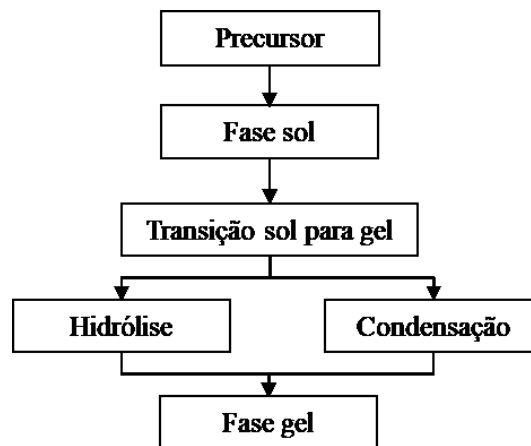 Precursor
Fase sol
Transição sol para gel
Hidrólise
Condensação
Fase gel